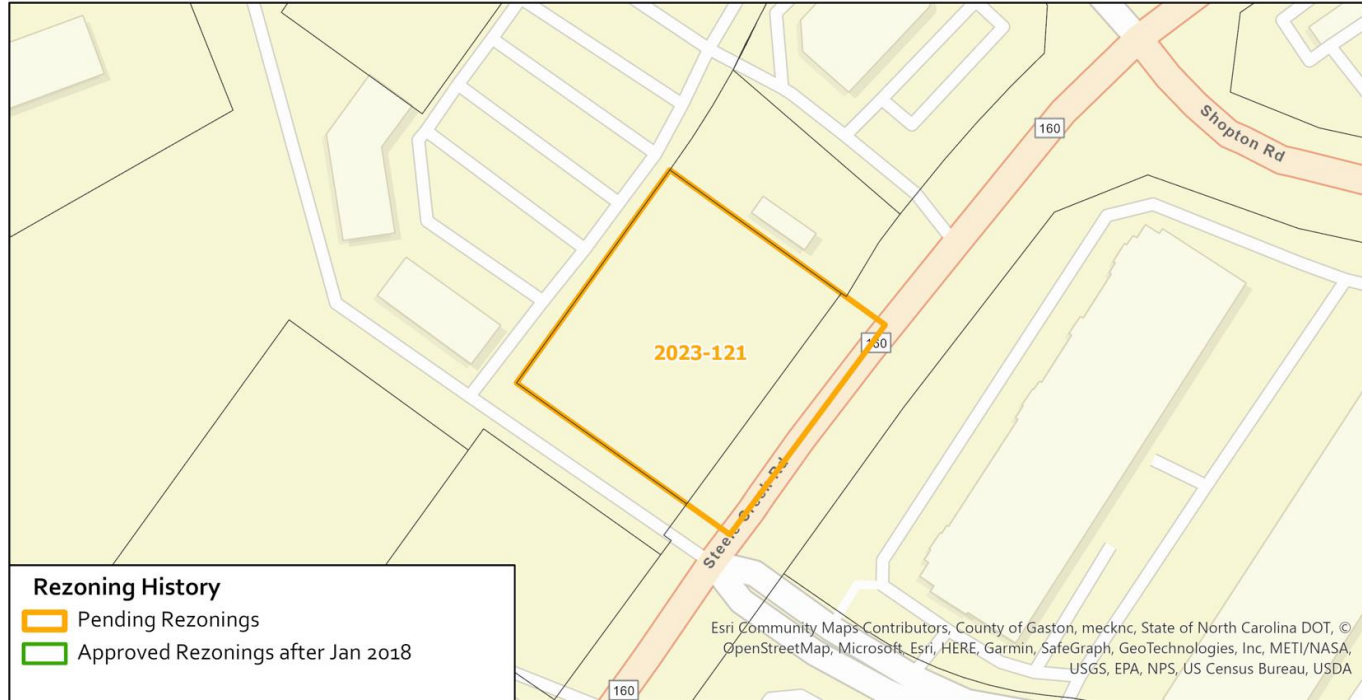 160
Shopton Rd
2023-121
160
Steele Creek Rd
Rezoning History
Pending Rezonings
Approved Rezonings after Jan 2018
160
Esri Community Maps Contributors, County of Gaston, mecknc, State of North Carolina DOT, ©
OpenStreetMap, Microsoft, Esri, HERE, Garmin, SafeGraph, GeoTechnologies, Inc, METI/NASA,
USGS, EPA, NPS, US Census Bureau, USDA